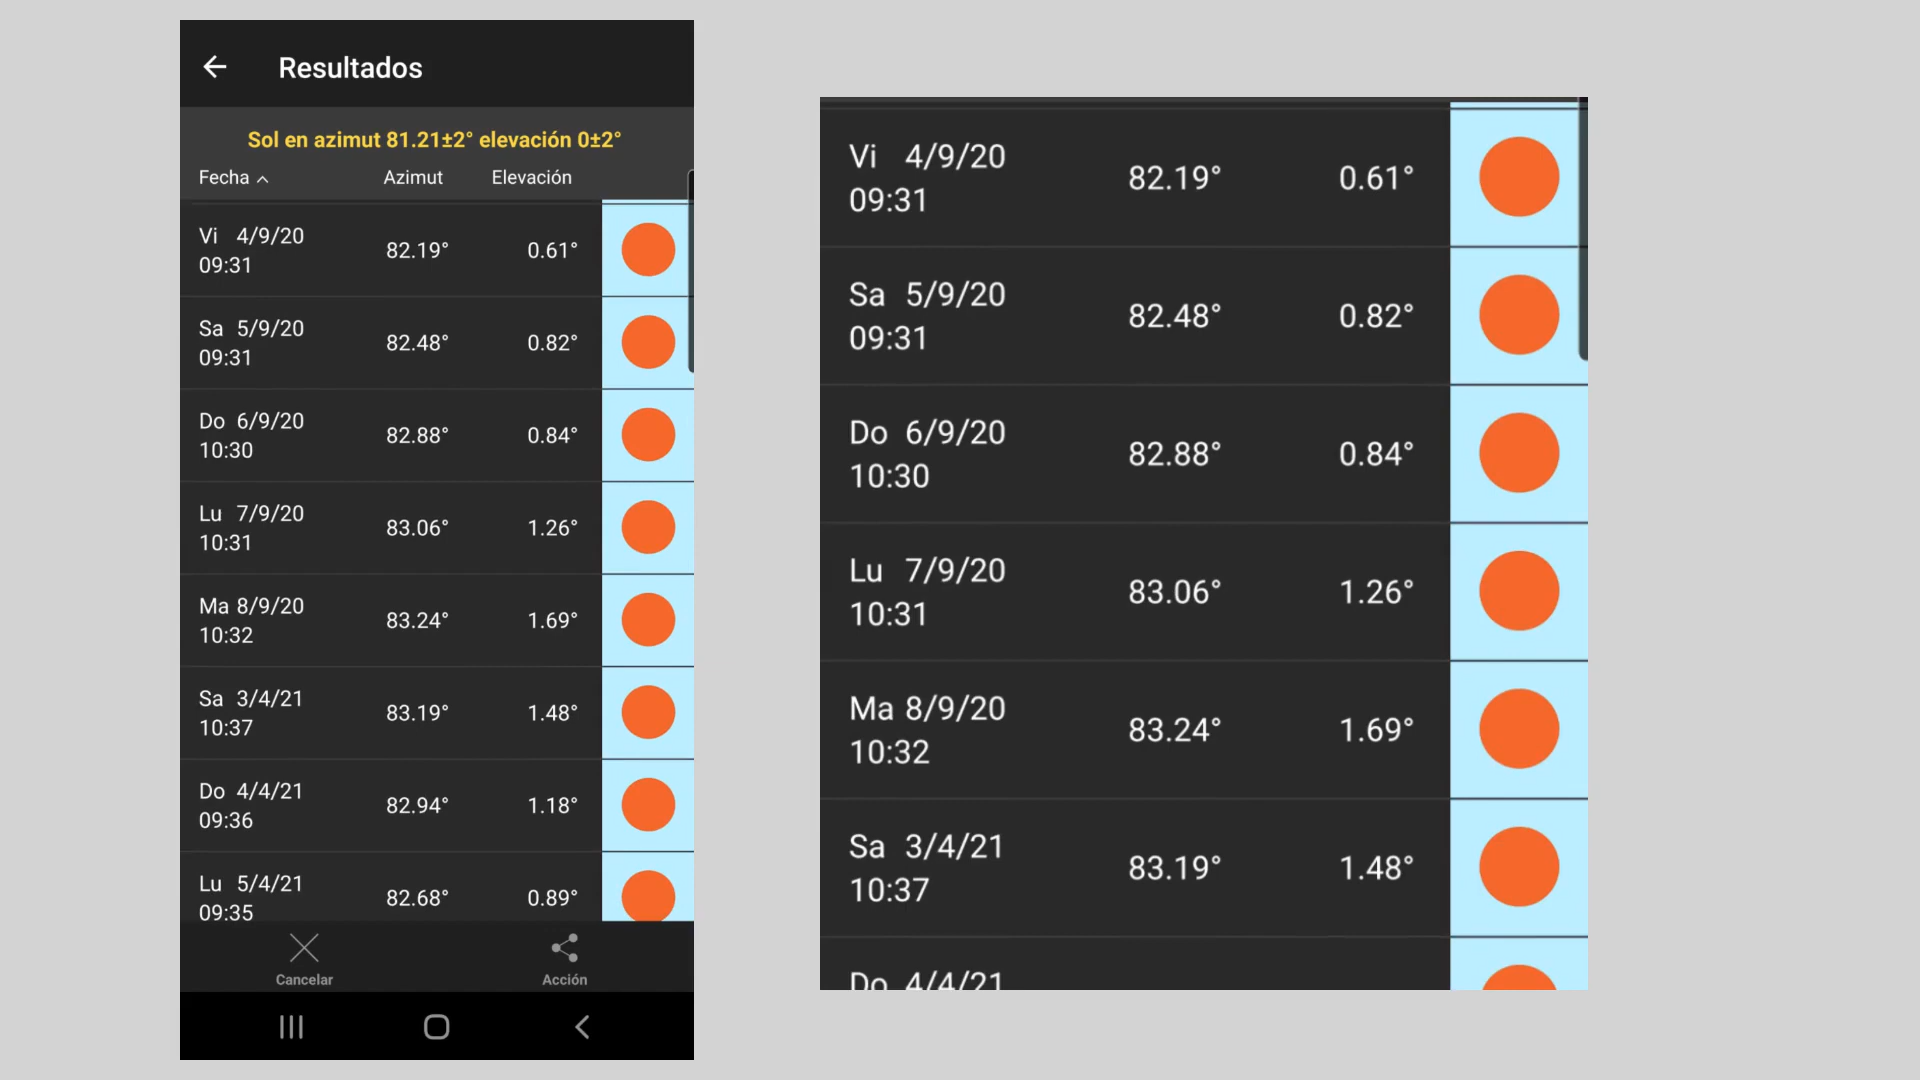 Resultados
Sol en azimut 81.21±2° elevación 0±2°
Fecha Azimut Elevación
Vi 4/9/20
09:31
82.19° 0.61°
Sa 5/9/20
09:31
82.48° 0.82°
Do 6/9/20
10:30
82.88° 0.84°
Lu 7/9/20
10:31
83.06° 1.26°
Ma 8/9/20
10:32
83.24° 1.69°
Sa 3/4/21
10:37
83.19° 1.48°
Do 4/4/21
09:36
82.94° 1.18°
Lu 5/4/21
09:35
82.68° 0.89°
Cancelar Acción
Vi 4/9/20
09:31
82.19° 0.61°
Sa 5/9/20
09:31
82.48° 0.82°
Do 6/9/20
10:30
82.88° 0.84°
Lu 7/9/20
10:31
83.06° 1.26°
Ma 8/9/20
10:32
83.24° 1.69°
Sa 3/4/21
10:37
83.19° 1.48°
Do 4/4/21